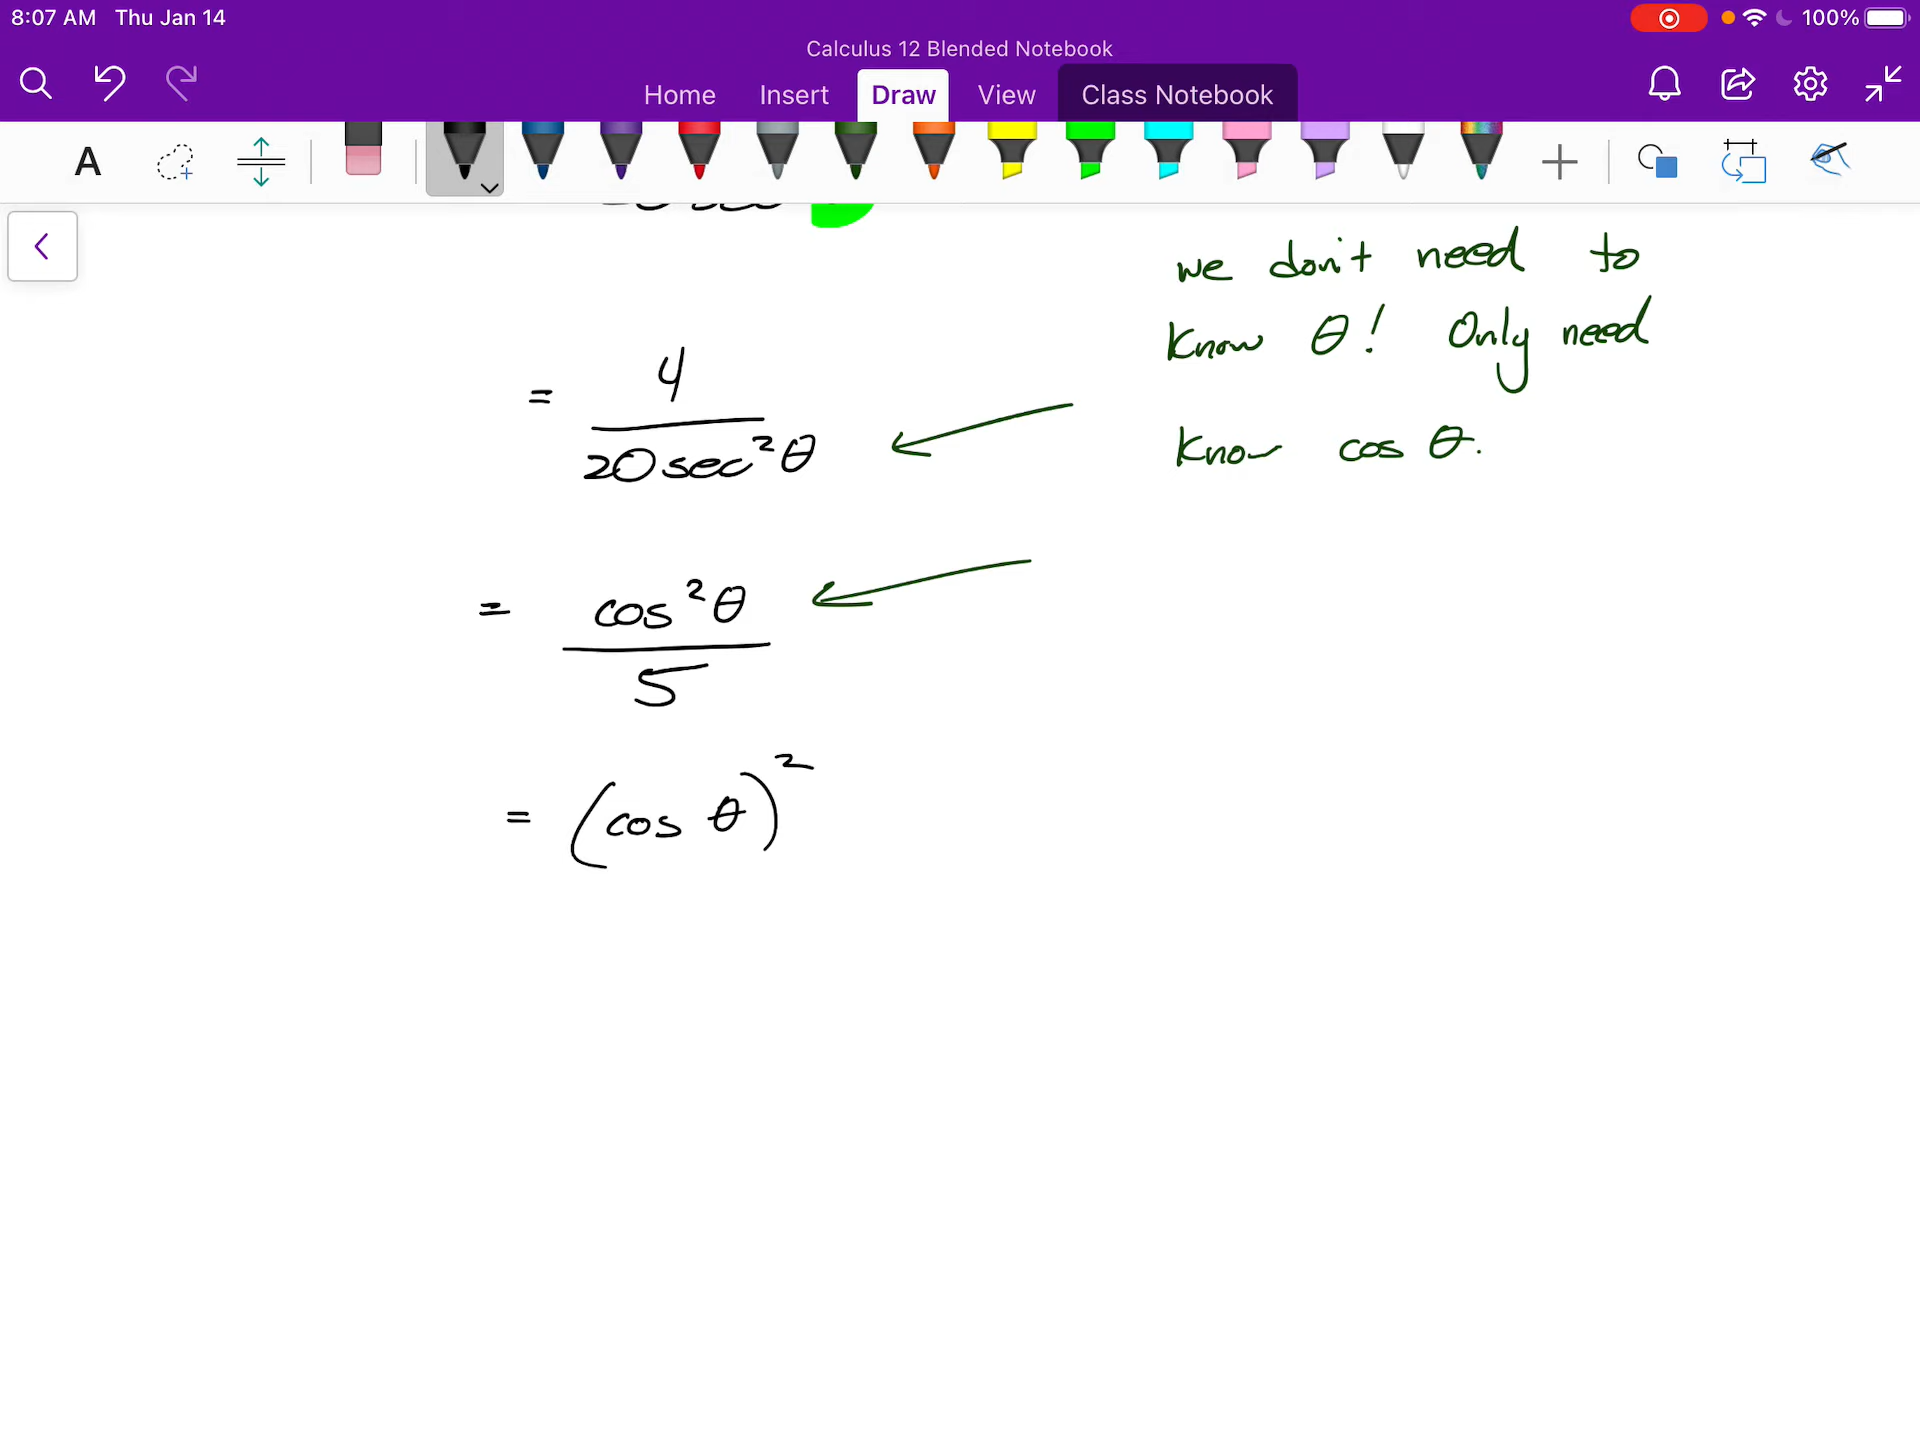 8:07 AM Thu Jan 14
100%
Calculus 12 Blended Notebook
Home Insert Draw View Class Notebook
A
we don't need to
know θ! Only need
know cos θ.
= 4
20 sec²θ
= cos²θ
5
= (cos θ)²